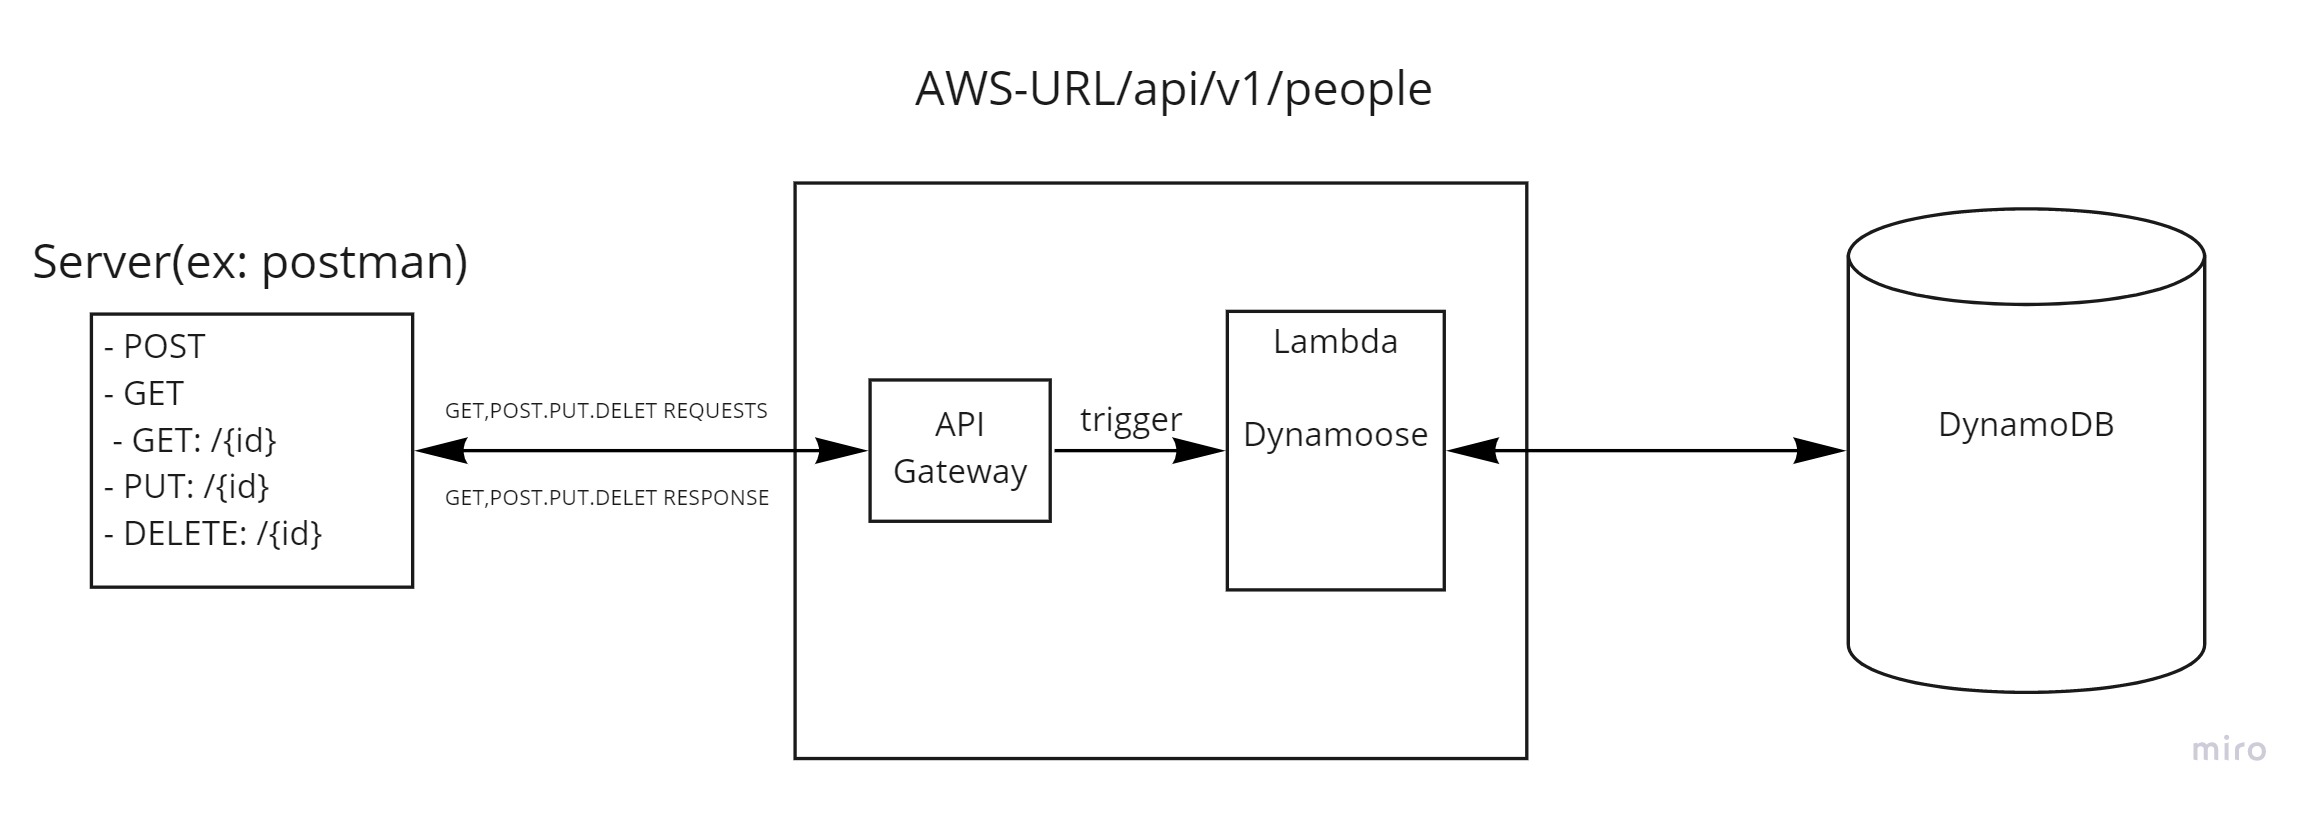 AWS-URL/api/v1/people
Server(ex: postman)
- POST
- GET
- GET: /{id}
- PUT: /{id}
- DELETE: /{id}
GET,POST.PUT.DELET REQUESTS
GET,POST.PUT.DELET RESPONSE
API
Gateway
trigger
Lambda
Dynamoose
DynamoDB
miro